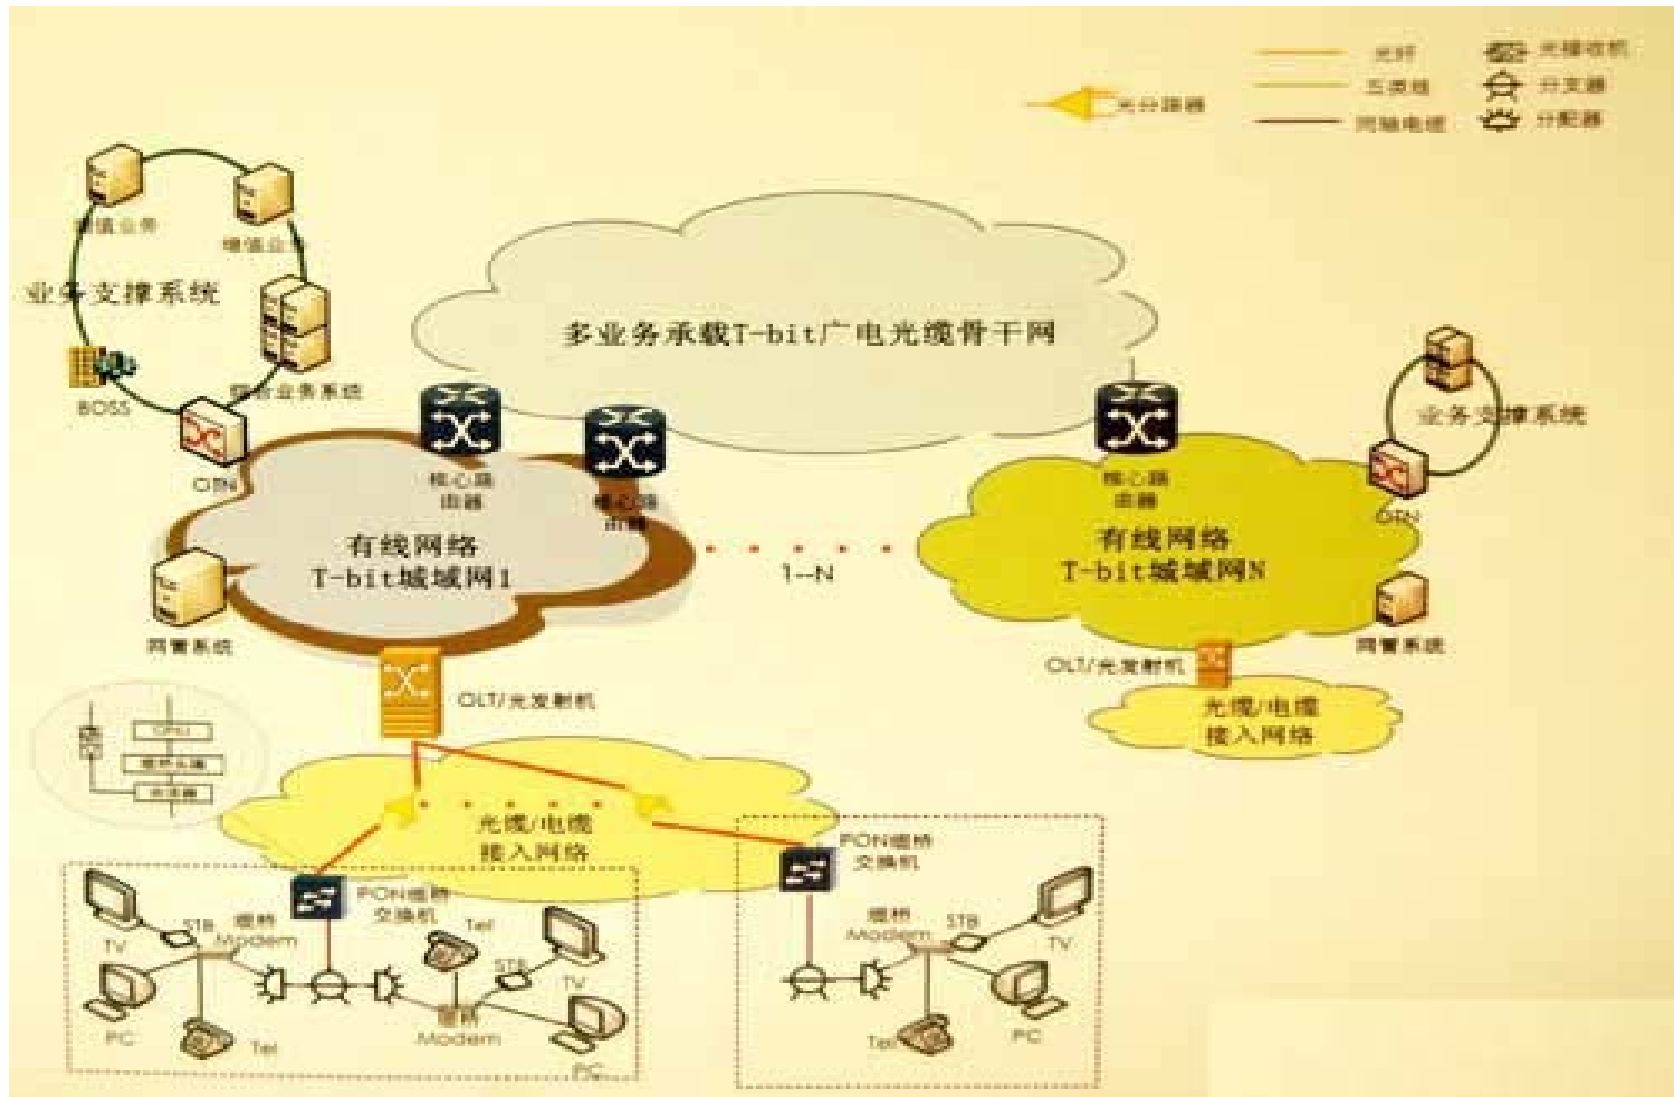 光纤
光接收机
五类线
分支器
光分路器
同轴电缆
分配器
增值业务
增值业务
业务支撑系统
多业务承载T-bit广电光缆骨干网
BOSS
综合业务系统
业务支撑系统
OTN
核心路
由器
核心路
由器
核心路
由器
OTN
有线网络
T-bit城域网1
1--N
有线网络
T-bit城域网N
网管系统
网管系统
OLT/光发射机
OLT/光发射机
光缆/电缆
接入网络
光缆/电缆
接入网络
PON缆桥
交换机
PON缆桥
交换机
TV
STB
缆桥
Modem
Tel
STB
TV
缆桥
Modem
STB
TV
PC
Tel
缆桥
Modem
PC
Tel
PC